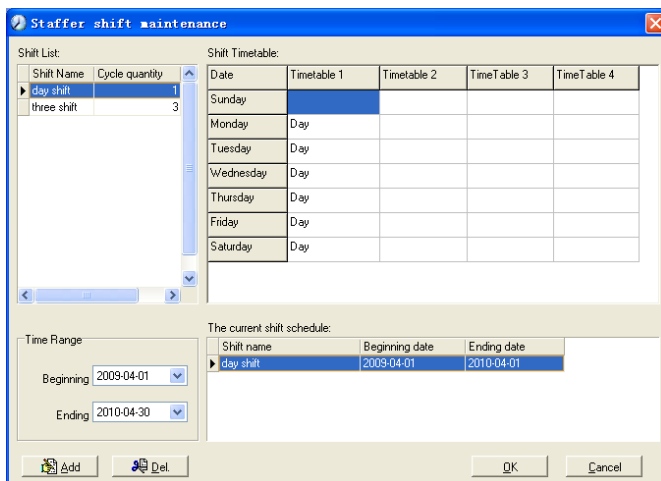 Staffer shift maintenance
Shift List:
Shift Name Cycle quantity
day shift 1
three shift 3
Shift Timetable:
Date Timetable 1 Timetable 2 TimeTable 3 TimeTable 4
Sunday
Monday Day
Tuesday Day
Wednesday Day
Thursday Day
Friday Day
Saturday Day
Time Range
Beginning 2009-04-01
Ending 2010-04-30
The current shift schedule:
Shift name Beginning date Ending date
day shift 2009-04-01 2010-04-01
Add Del. OK Cancel